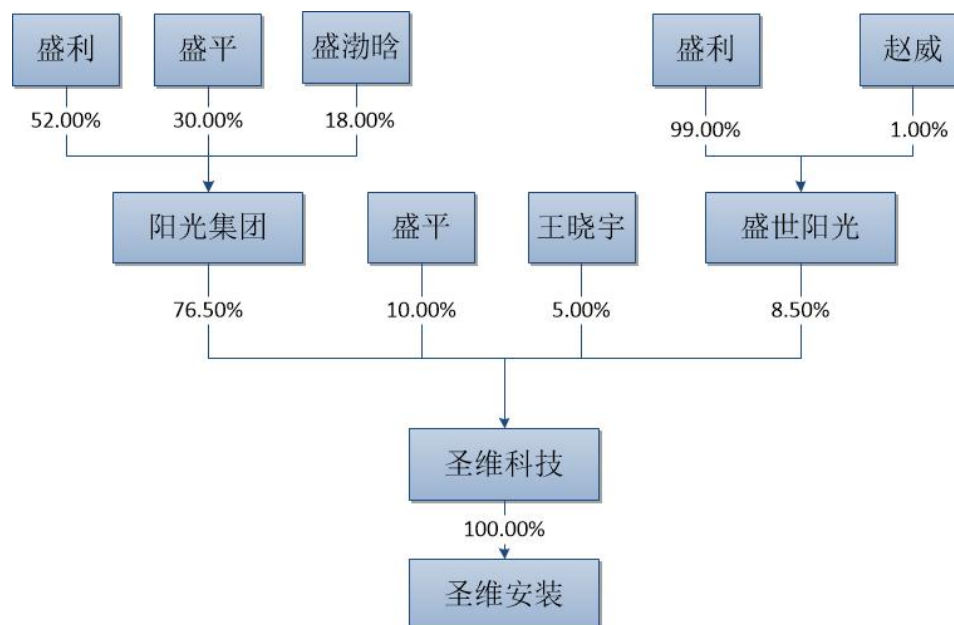 盛利
盛平
盛渤晗
盛利
赵威
52.00%
30.00%
18.00%
99.00%
1.00%
阳光集团
盛平
王晓宇
盛世阳光
76.50%
10.00%
5.00%
8.50%
圣维科技
100.00%
圣维安装